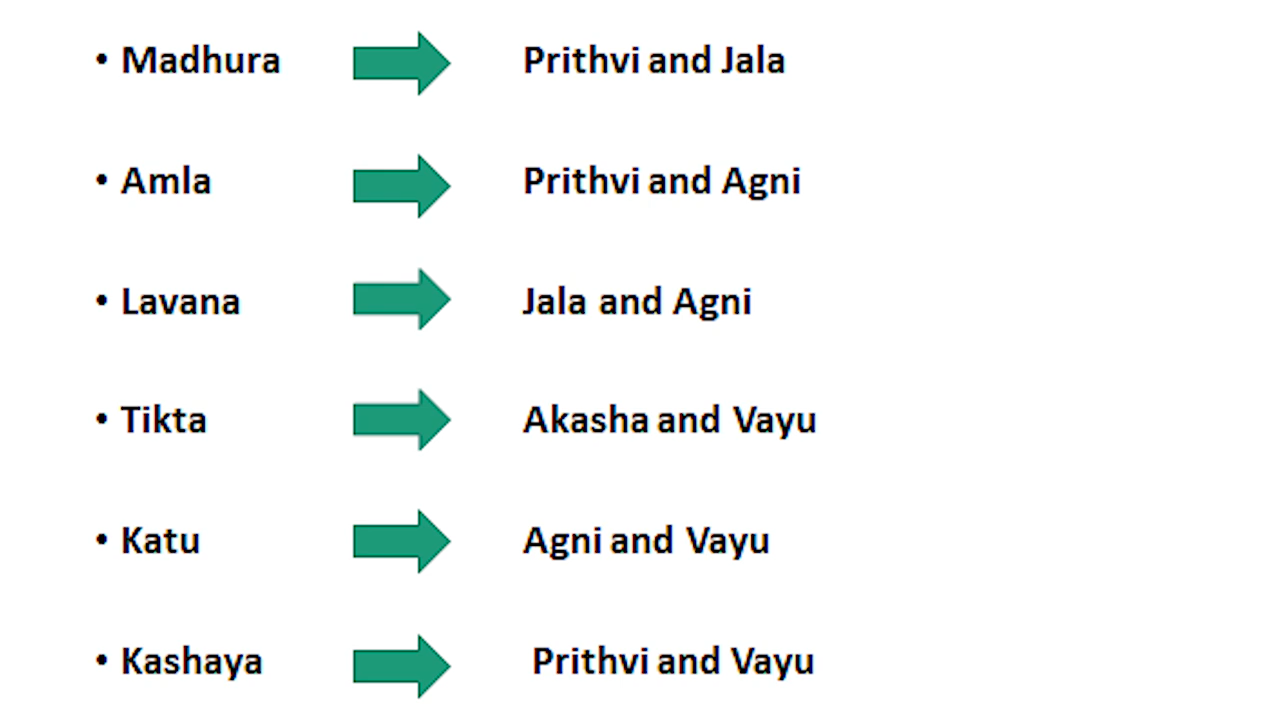 • Madhura Prithvi and Jala
• Amla Prithvi and Agni
• Lavana Jala and Agni
• Tikta Akasha and Vayu
• Katu Agni and Vayu
• Kashaya Prithvi and Vayu